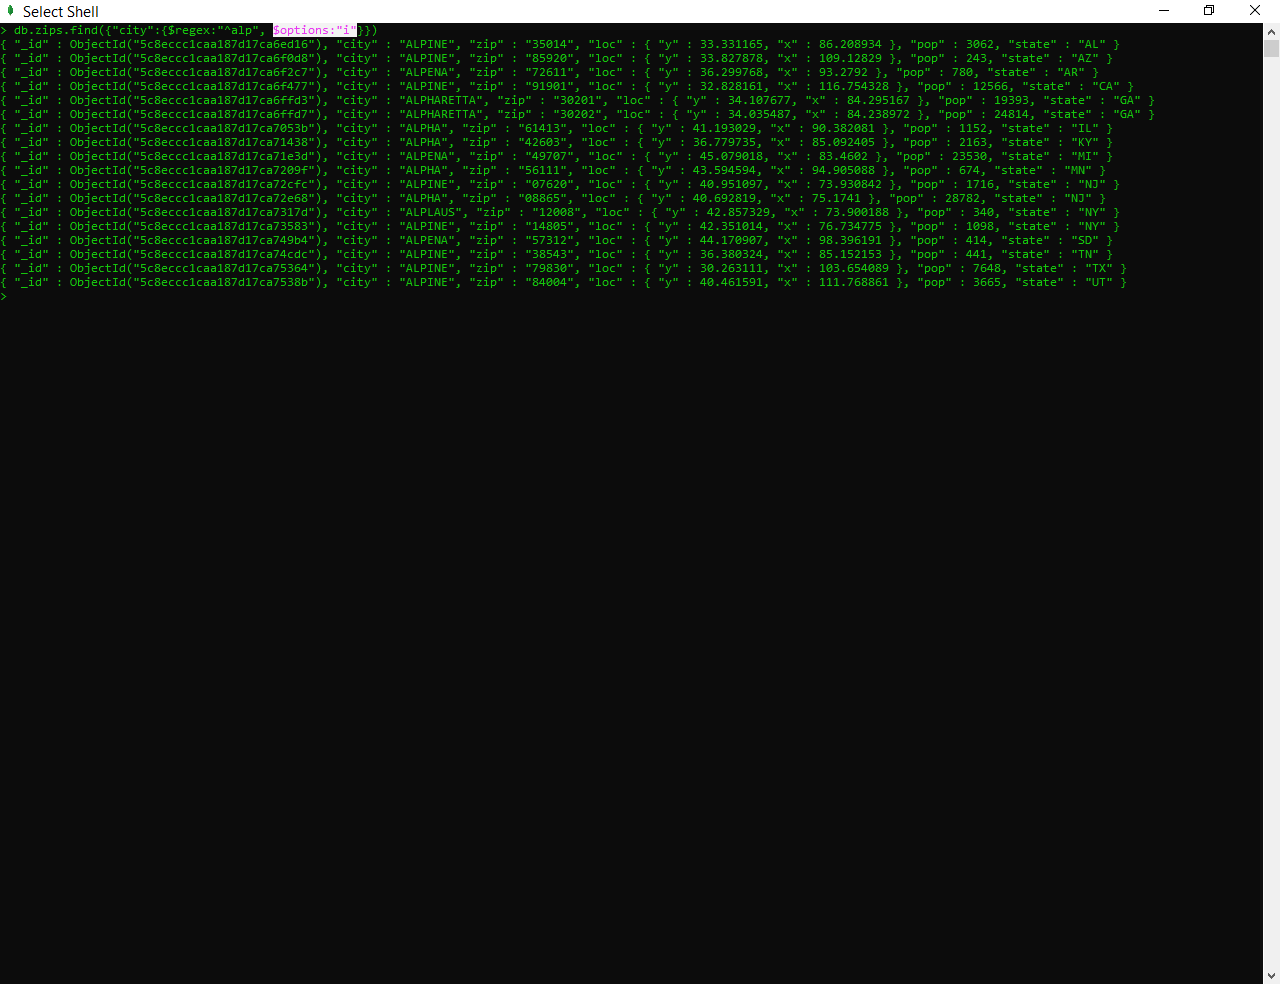 Select Shell
> db.zips.find({"city":{$regex:"^alp", $options:"i"}})
{ "_id" : ObjectId("5c8eccc1caa187d17ca6ed16"), "city" : "ALPINE", "zip" : "35014", "loc" : { "y" : 33.331165, "x" : 86.208934 }, "pop" : 3062, "state" : "AL" }
{ "_id" : ObjectId("5c8eccc1caa187d17ca6f0d8"), "city" : "ALPINE", "zip" : "85920", "loc" : { "y" : 33.827878, "x" : 109.12829 }, "pop" : 243, "state" : "AZ" }
{ "_id" : ObjectId("5c8eccc1caa187d17ca6f2c7"), "city" : "ALPENA", "zip" : "72611", "loc" : { "y" : 36.299768, "x" : 93.2792 }, "pop" : 780, "state" : "AR" }
{ "_id" : ObjectId("5c8eccc1caa187d17ca6f477"), "city" : "ALPINE", "zip" : "91901", "loc" : { "y" : 32.828161, "x" : 116.754328 }, "pop" : 12566, "state" : "CA" }
{ "_id" : ObjectId("5c8eccc1caa187d17ca6ffd3"), "city" : "ALPHARETTA", "zip" : "30201", "loc" : { "y" : 34.107677, "x" : 84.295167 }, "pop" : 19393, "state" : "GA" }
{ "_id" : ObjectId("5c8eccc1caa187d17ca6ffd7"), "city" : "ALPHARETTA", "zip" : "30202", "loc" : { "y" : 34.035487, "x" : 84.238972 }, "pop" : 24814, "state" : "GA" }
{ "_id" : ObjectId("5c8eccc1caa187d17ca7053b"), "city" : "ALPHA", "zip" : "61413", "loc" : { "y" : 41.193029, "x" : 90.382081 }, "pop" : 1152, "state" : "IL" }
{ "_id" : ObjectId("5c8eccc1caa187d17ca71438"), "city" : "ALPHA", "zip" : "42603", "loc" : { "y" : 36.779735, "x" : 85.092405 }, "pop" : 2163, "state" : "KY" }
{ "_id" : ObjectId("5c8eccc1caa187d17ca71e3d"), "city" : "ALPENA", "zip" : "49707", "loc" : { "y" : 45.079018, "x" : 83.4602 }, "pop" : 23530, "state" : "MI" }
{ "_id" : ObjectId("5c8eccc1caa187d17ca7209f"), "city" : "ALPHA", "zip" : "56111", "loc" : { "y" : 43.594594, "x" : 94.905088 }, "pop" : 674, "state" : "MN" }
{ "_id" : ObjectId("5c8eccc1caa187d17ca72cfc"), "city" : "ALPINE", "zip" : "07620", "loc" : { "y" : 40.951097, "x" : 73.930842 }, "pop" : 1716, "state" : "NJ" }
{ "_id" : ObjectId("5c8eccc1caa187d17ca72e68"), "city" : "ALPHA", "zip" : "08865", "loc" : { "y" : 40.692819, "x" : 75.1741 }, "pop" : 28782, "state" : "NJ" }
{ "_id" : ObjectId("5c8eccc1caa187d17ca7317d"), "city" : "ALPLAUS", "zip" : "12008", "loc" : { "y" : 42.857329, "x" : 73.900188 }, "pop" : 340, "state" : "NY" }
{ "_id" : ObjectId("5c8eccc1caa187d17ca73583"), "city" : "ALPINE", "zip" : "14805", "loc" : { "y" : 42.351014, "x" : 76.734775 }, "pop" : 1098, "state" : "NY" }
{ "_id" : ObjectId("5c8eccc1caa187d17ca749b4"), "city" : "ALPENA", "zip" : "57312", "loc" : { "y" : 44.170907, "x" : 98.396191 }, "pop" : 414, "state" : "SD" }
{ "_id" : ObjectId("5c8eccc1caa187d17ca74cdc"), "city" : "ALPINE", "zip" : "38543", "loc" : { "y" : 36.380324, "x" : 85.152153 }, "pop" : 441, "state" : "TN" }
{ "_id" : ObjectId("5c8eccc1caa187d17ca75364"), "city" : "ALPINE", "zip" : "79830", "loc" : { "y" : 30.263111, "x" : 103.654089 }, "pop" : 7648, "state" : "TX" }
{ "_id" : ObjectId("5c8eccc1caa187d17ca7538b"), "city" : "ALPINE", "zip" : "84004", "loc" : { "y" : 40.461591, "x" : 111.768861 }, "pop" : 3665, "state" : "UT" }
>